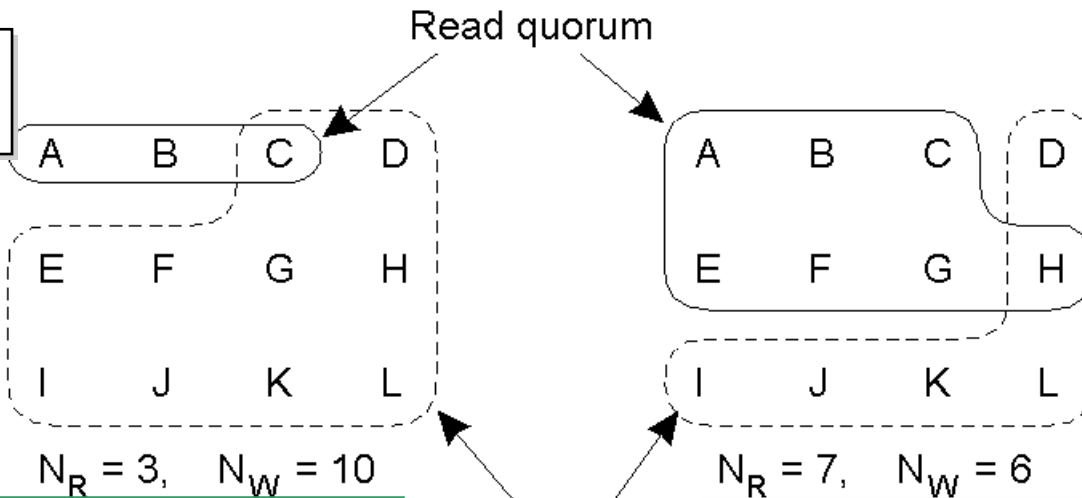 Read quorum
A B C D
E F G H
I J K L
N_R = 3, N_W = 10
A B C D
E F G H
I J K L
N_R = 7, N_W = 6